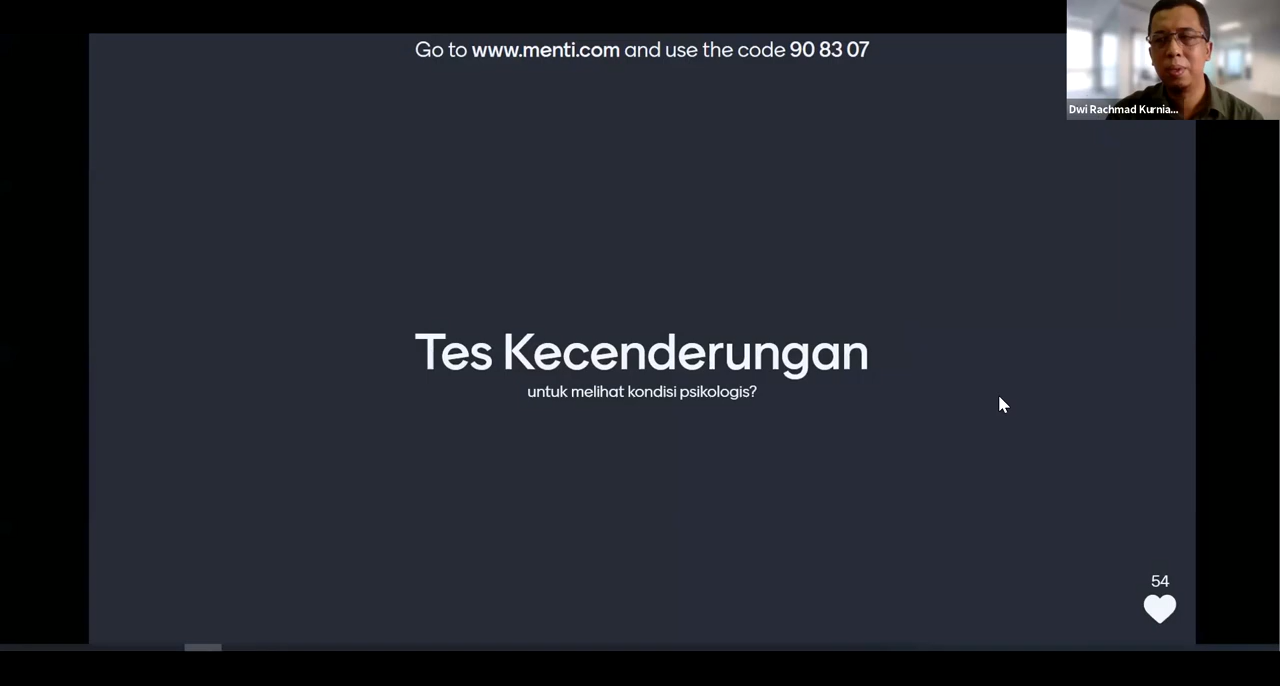 Go to www.menti.com and use the code 90 83 07
Dwi Rachmad Kurnia...
Tes Kecenderungan
untuk melihat kondisi psikologis?
54